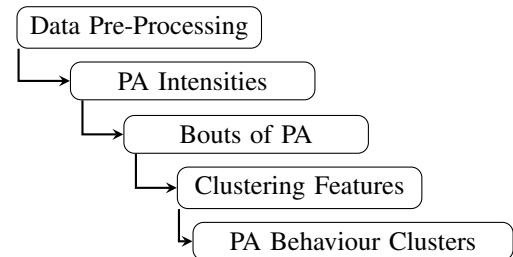 Data Pre-Processing
PA Intensities
Bouts of PA
Clustering Features
PA Behaviour Clusters